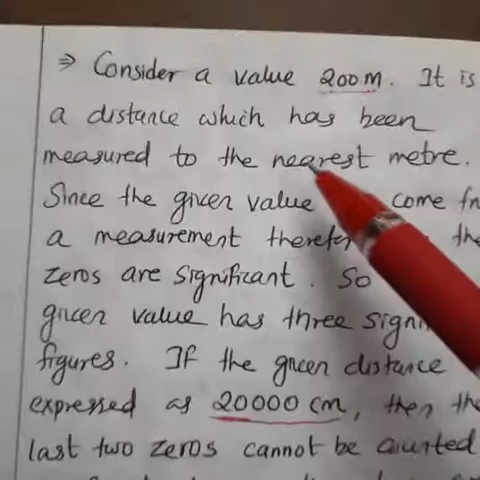 ⇒ Consider a value 200m. It is
a distance which has been
measured to the nearest metre.
Since the given value come
a measurement the
zeros are significant. So
given value has three
figures. If the given distance
expressed as 20000 cm, then the
last two zeros cannot be counted